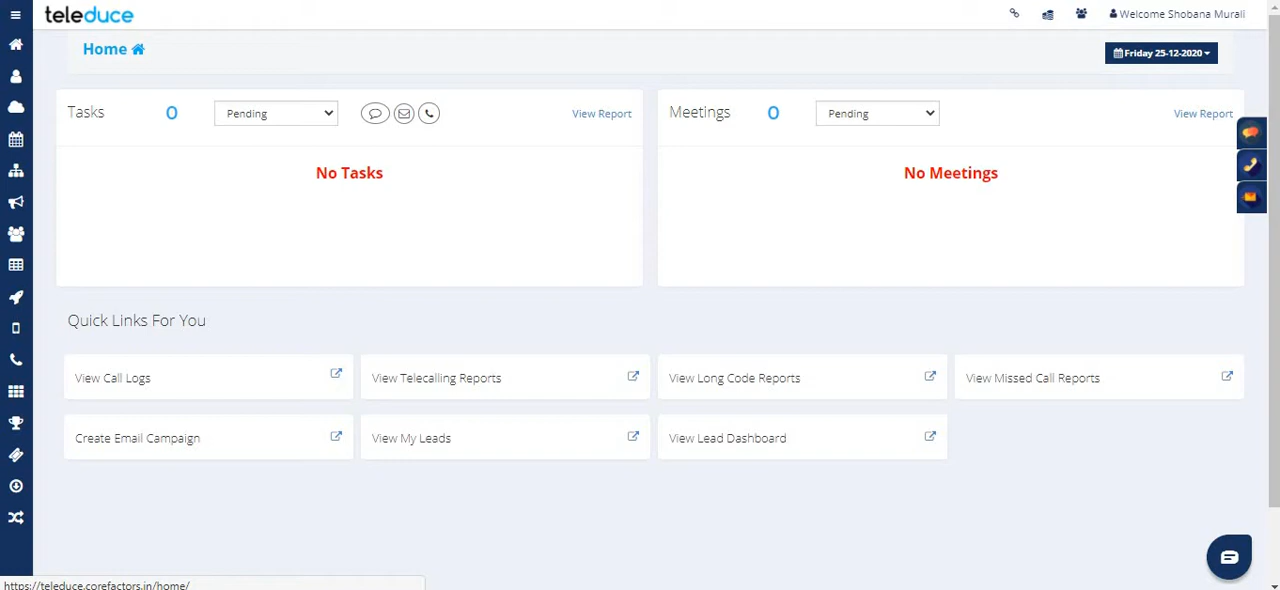 teleduce
Welcome Shobana Murali
Home
Friday 25-12-2020
Tasks 0 Pending View Report
No Tasks
Meetings 0 Pending View Report
No Meetings
Quick Links For You
View Call Logs
View Telecalling Reports
View Long Code Reports
View Missed Call Reports
Create Email Campaign
View My Leads
View Lead Dashboard
https://teleduce.corefactors.in/home/